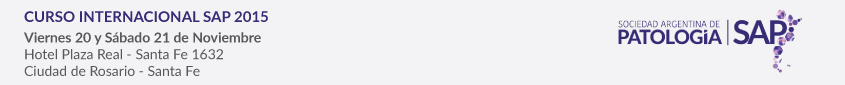 CURSO INTERNACIONAL SAP 2015
Viernes 20 y Sábado 21 de Noviembre
Hotel Plaza Real - Santa Fe 1632
Ciudad de Rosario - Santa Fe
SOCIEDAD ARGENTINA DE
PATOLOGíA
SAP